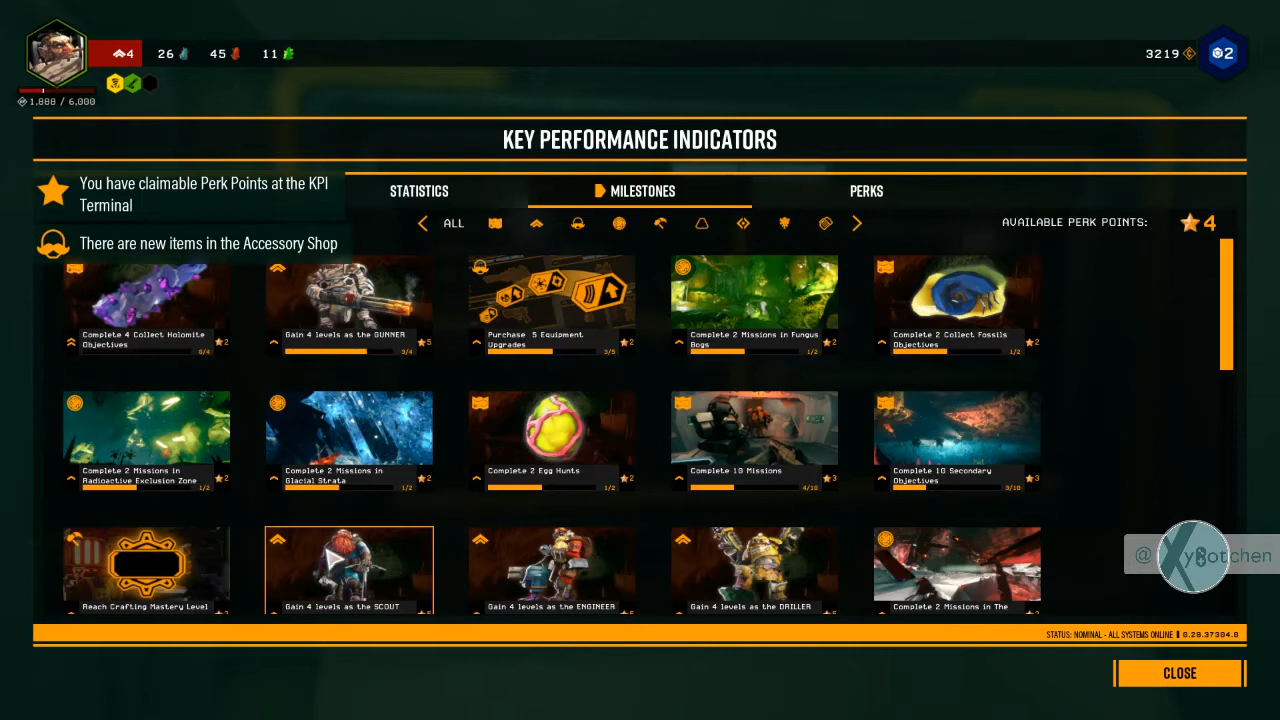 4
26
45
11
3219
2
1,888 / 6,000
KEY PERFORMANCE INDICATORS
You have claimable Perk Points at the KPI
Terminal
There are new items in the Accessory Shop
STATISTICS
MILESTONES
PERKS
ALL
AVAILABLE PERK POINTS:
4
Complete 4 Collect Holomite
Objectives
2
0/4
Gain 4 levels as the GUNNER
5
3/4
Purchase 5 Equipment
Upgrades
2
3/5
Complete 2 Missions in Fungus
Bogs
2
1/2
Complete 2 Collect Fossils
Objectives
2
1/2
Complete 2 Missions in
Radioactive Exclusion Zone
2
1/2
Complete 2 Missions in
Glacial Strata
2
1/2
Complete 2 Egg Hunts
2
1/2
Complete 10 Missions
3
4/10
Complete 10 Secondary
Objectives
3
3/10
Reach Crafting Mastery Level
Gain 4 levels as the SCOUT
Gain 4 levels as the ENGINEER
Gain 4 levels as the DRILLER
Complete 2 Missions in The
@XyBotchen
STATUS: NOMINAL - ALL SYSTEMS ONLINE
0.28.37304.0
CLOSE